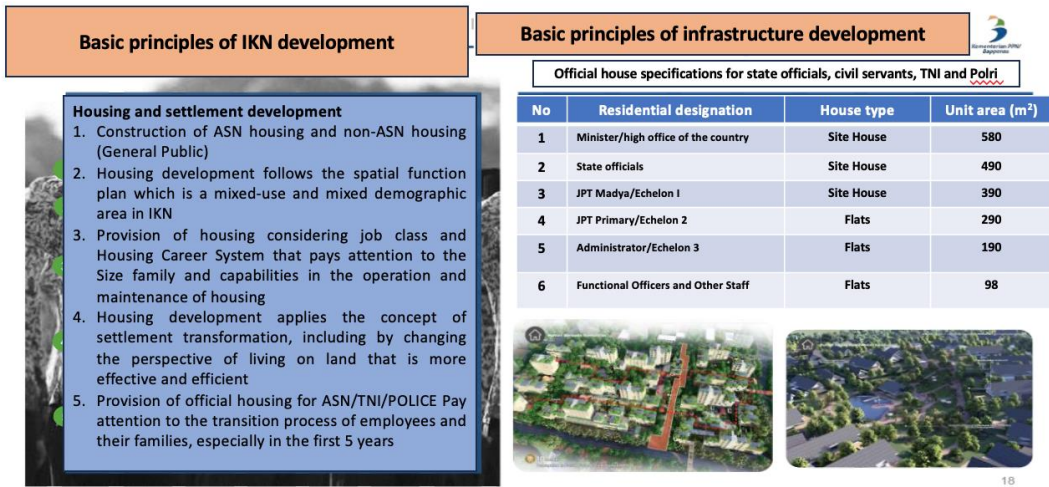 Basic principles of IKN development
Housing and settlement development
1. Construction of ASN housing and non-ASN housing
(General Public)
2. Housing development follows the spatial function
plan which is a mixed-use and mixed demographic
area in IKN
3. Provision of housing considering job class and
Housing Career System that pays attention to the
Size family and capabilities in the operation and
maintenance of housing
4. Housing development applies the concept of
settlement transformation, including by changing
the perspective of living on land that is more
effective and efficient
5. Provision of official housing for ASN/TNI/POLICE Pay
attention to the transition process of employees and
their families, especially in the first 5 years
Basic principles of infrastructure development
Kementerian PPN/
Bappenas
Official house specifications for state officials, civil servants, TNI and Polri
No Residential designation House type Unit area (m²)
1 Minister/high office of the country Site House 580
2 State officials Site House 490
3 JPT Madya/Echelon I Site House 390
4 JPT Primary/Echelon 2 Flats 290
5 Administrator/Echelon 3 Flats 190
6 Functional Officers and Other Staff Flats 98
18